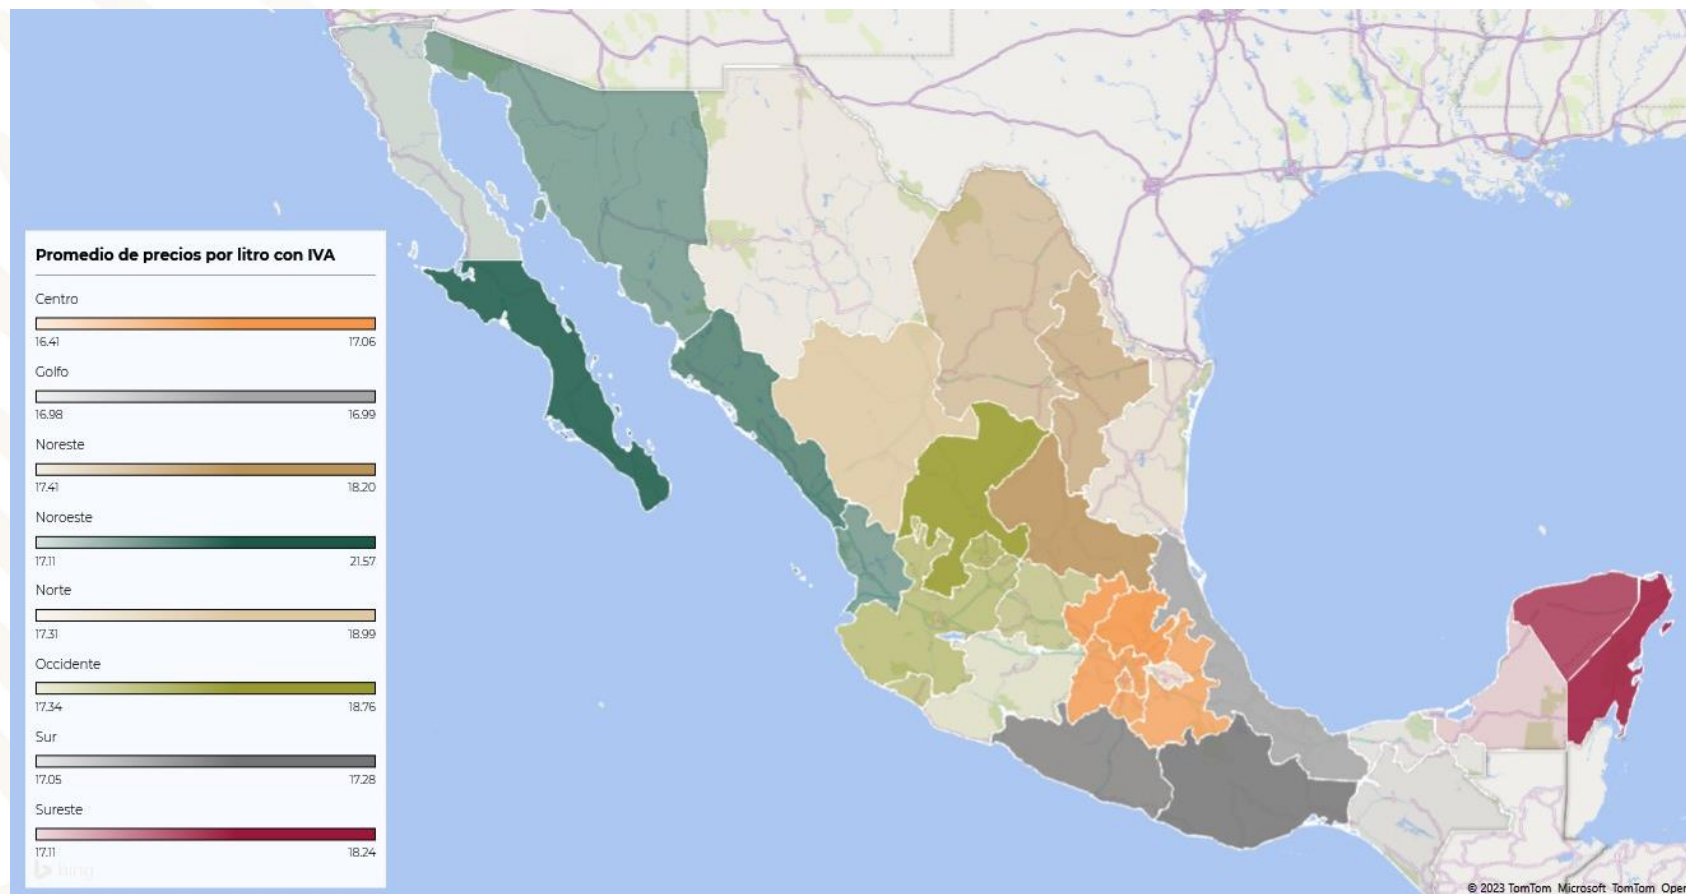 Promedio de precios por litro con IVA
Centro
16.41 17.06
Golfo
16.98 16.99
Noreste
17.41 18.20
Noroeste
17.11 21.57
Norte
17.31 18.99
Occidente
17.34 18.76
Sur
17.05 17.28
Sureste
17.11 18.24
bing
© 2023 TomTom Microsoft TomTom Oper